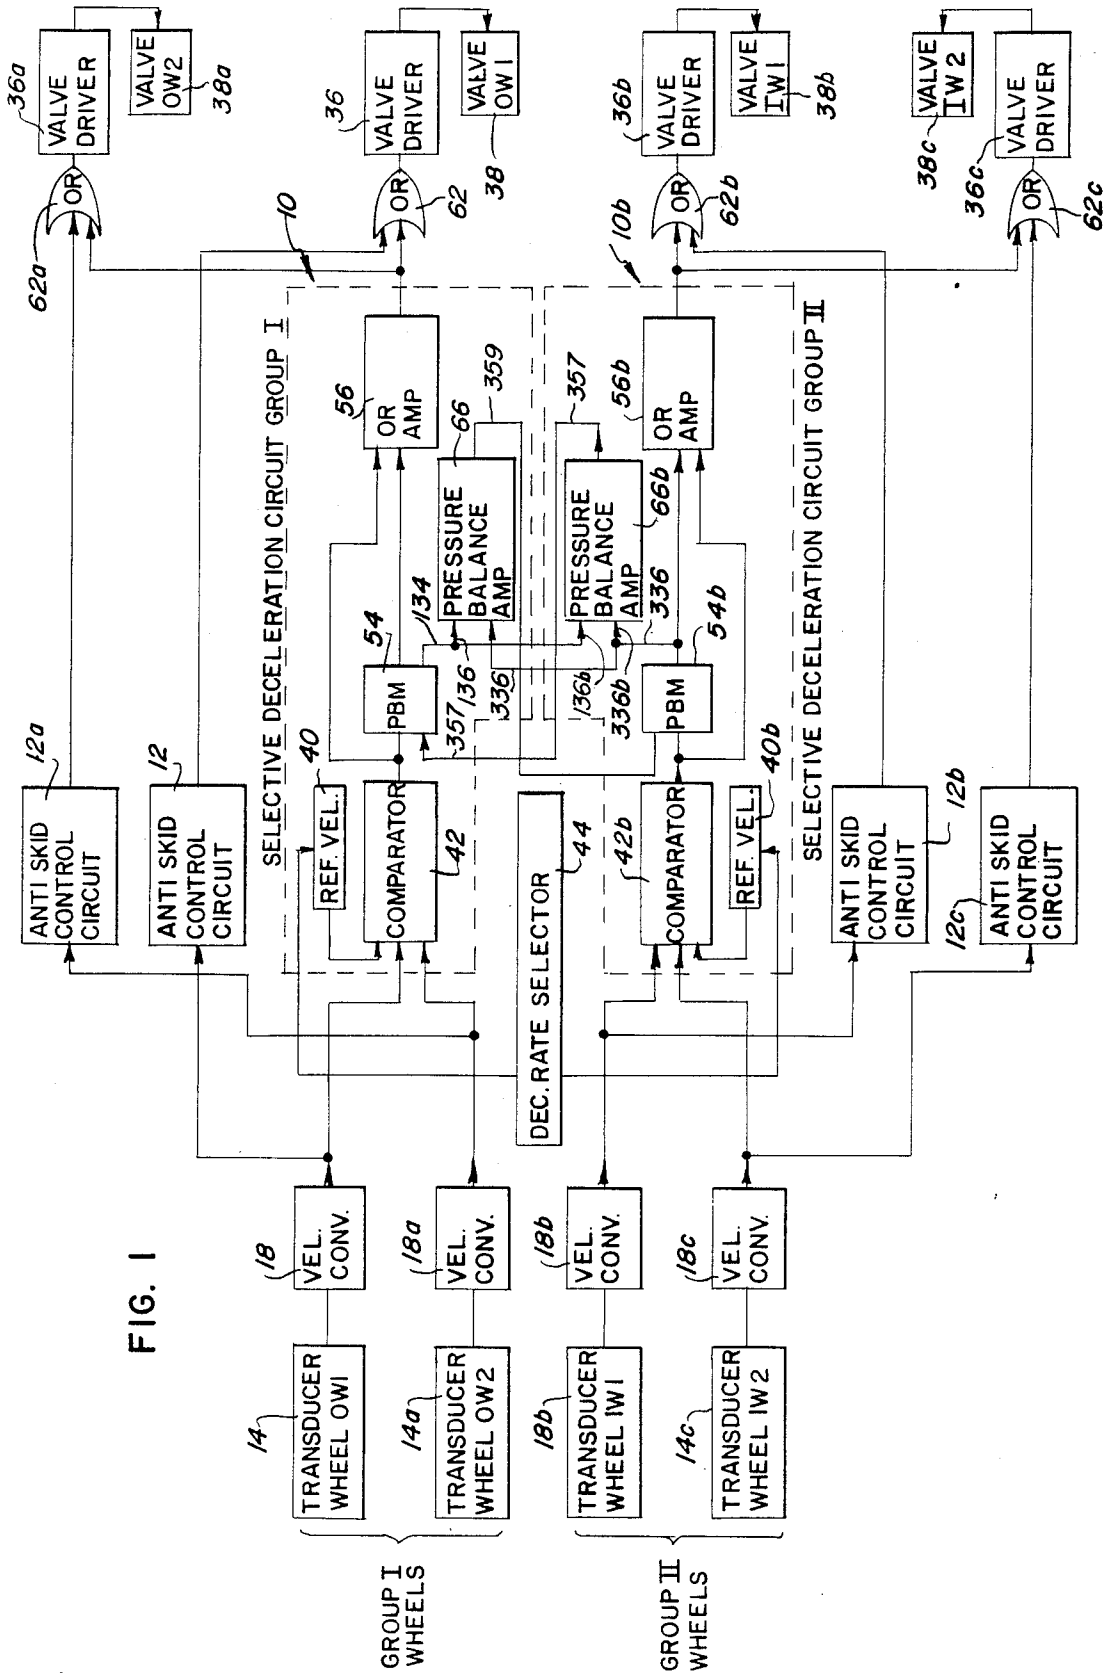 FIG. 1
GROUP I
WHEELS
GROUP II
WHEELS
14
TRANSDUCER
WHEEL OW1
14a
TRANSDUCER
WHEEL OW2
18b
TRANSDUCER
WHEEL IW1
14c
TRANSDUCER
WHEEL IW2
18
VEL.
CONV.
18a
VEL.
CONV.
18b
VEL.
CONV.
18c
VEL.
CONV.
DEC. RATE SELECTOR
44
12a
ANTI SKID
CONTROL
CIRCUIT
12
ANTI SKID
CONTROL
CIRCUIT
SELECTIVE DECELERATION CIRCUIT GROUP I
10
40
REF. VEL.
COMPARATOR
42
PBM
54
357
134
136
336
PRESSURE
BALANCE
AMP
66
359
OR
AMP
56
10b
357
PRESSURE
BALANCE
AMP
66b
136b
336b
336
COMPARATOR
42b
PBM
54b
REF. VEL.
40b
OR AMP
56b
SELECTIVE DECELERATION CIRCUIT GROUP II
ANTI SKID
CONTROL
CIRCUIT
12b
12c
ANTI SKID
CONTROL
CIRCUIT
62a
OR
36a
VALVE
DRIVER
VALVE
OW2
38a
OR
62
36
VALVE
DRIVER
VALVE
OW1
38
OR
62b
36b
VALVE
DRIVER
VALVE
IW1
38b
38c
VALVE
IW2
36c
VALVE
DRIVER
OR
62c